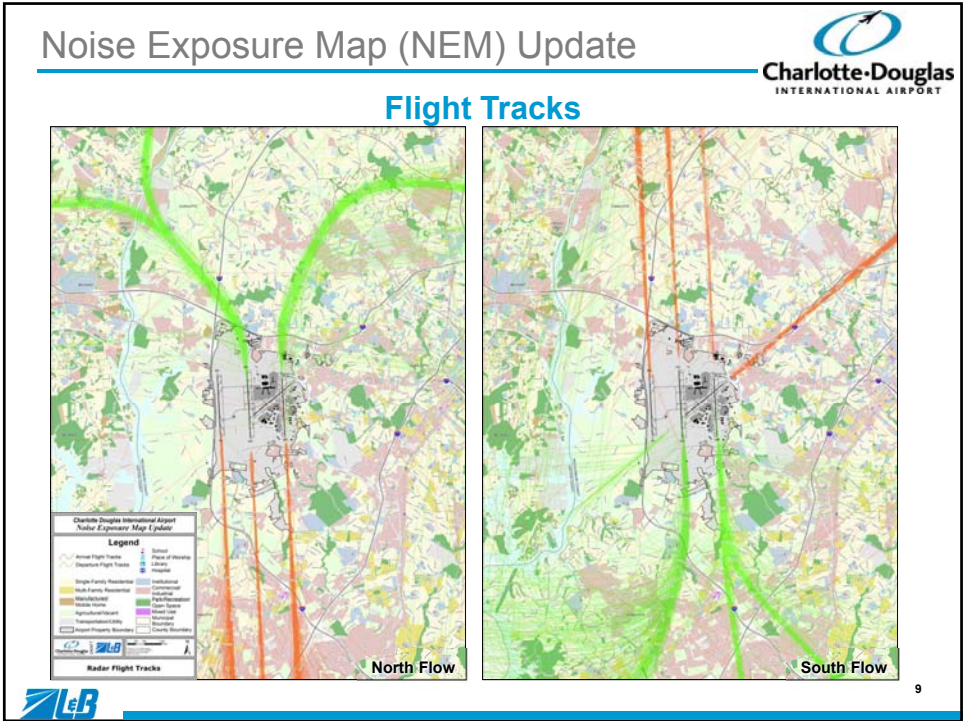 Noise Exposure Map (NEM) Update
Charlotte•Douglas
INTERNATIONAL AIRPORT
Flight Tracks
Charlotte Douglas International Airport
Noise Exposure Map Update
Legend
Arrival Flight Tracks
Departure Flight Tracks
School
Place of Worship
Library
Hospital
Single-Family Residential
Multi-Family Residential
Manufactured/
Mobile Home
Agricultural/Vacant
Transportation/Utility
Airport Property Boundary
Institutional
Commercial/
Industrial
Park/Recreation/
Open Space
Mixed Use
Municipal
Boundary
County Boundary
L&B
Radar Flight Tracks
North Flow
South Flow
9
L&B